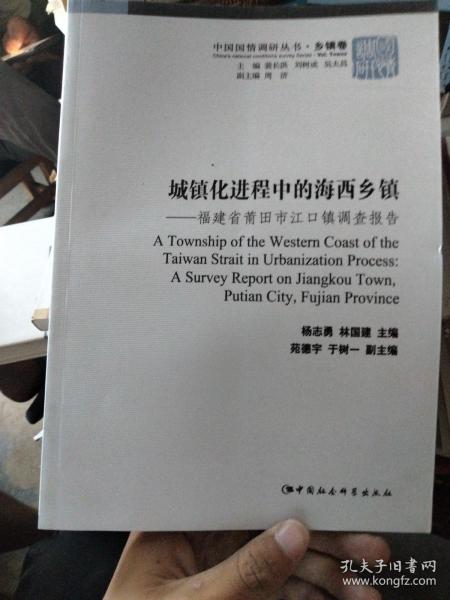 中国国情调研丛书·乡镇卷
China's national conditions survey Series · Vol. Towns
主 编 裴长洪 刘树成 吴太昌
副主编 周 济
城镇化进程中的海西乡镇
——福建省莆田市江口镇调查报告
A Township of the Western Coast of the
Taiwan Strait in Urbanization Process:
A Survey Report on Jiangkou Town,
Putian City, Fujian Province
杨志勇 林国建 主编
苑德宇 于树一 副主编
中国社会科学出版社
孔夫子旧书网
www.kongfz.com